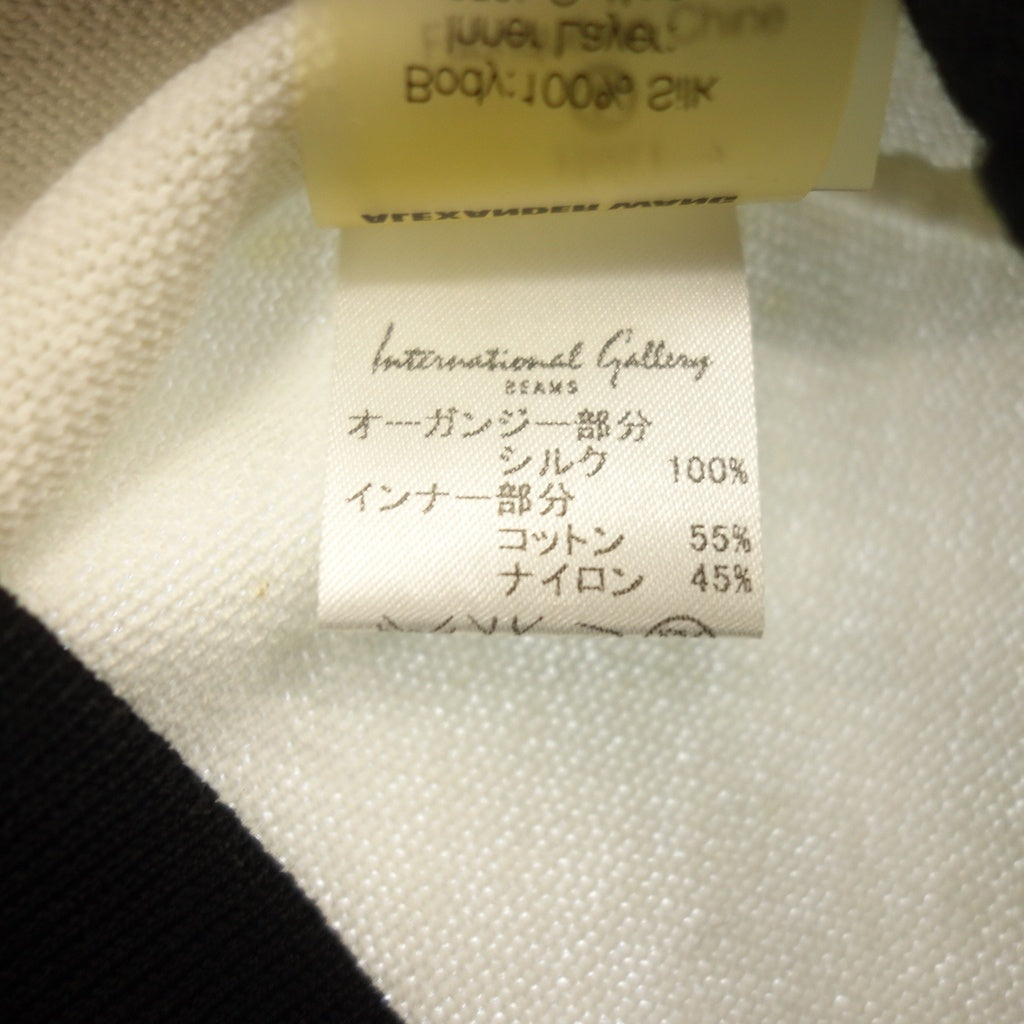 Inner Layer:
Body: 100% Silk
ALEXANDER WANG
International Gallery
BEAMS
オーガンジー部分
シルク 100%
インナー部分
コットン 55%
ナイロン 45%